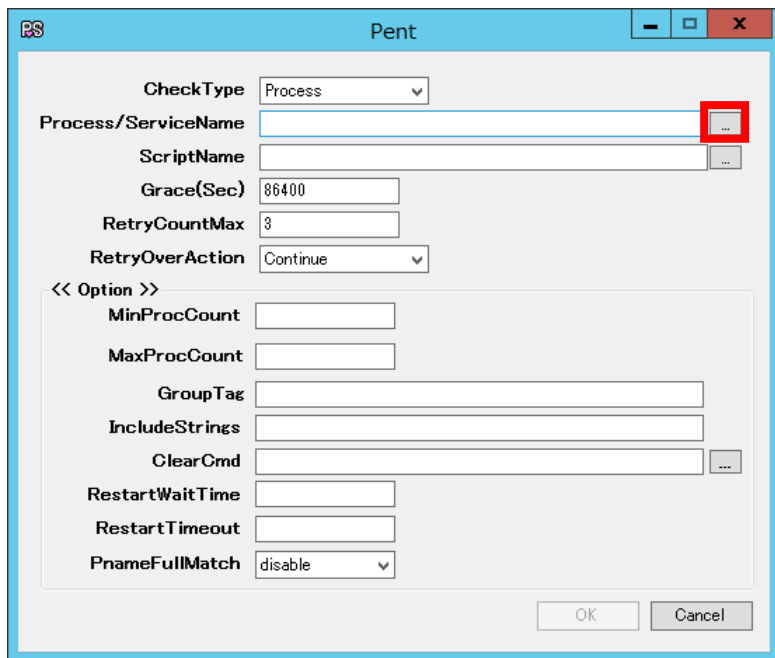 PS Pent
CheckType Process
Process/ServiceName ...
ScriptName ...
Grace(Sec) 86400
RetryCountMax 3
RetryOverAction Continue
<< Option >>
MinProcCount
MaxProcCount
GroupTag
IncludeStrings
ClearCmd ...
RestartWaitTime
RestartTimeout
PnameFullMatch disable
OK Cancel